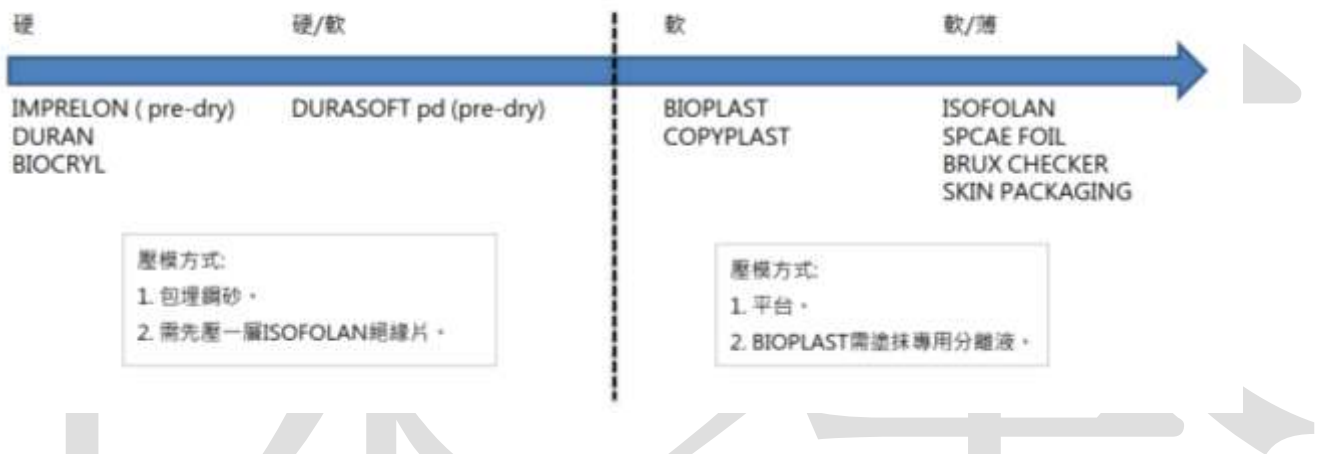 硬
硬/軟
軟
軟/薄
IMPRELON ( pre-dry)
DURAN
BIOCRYL
DURASOFT pd (pre-dry)
BIOPLAST
COPYPLAST
ISOFOLAN
SPCAE FOIL
BRUX CHECKER
SKIN PACKAGING
壓模方式:
1. 包埋鋼砂。
2. 需先壓一層ISOFOLAN絕緣片。
壓模方式:
1. 平台。
2. BIOPLAST需塗抹專用分離液。